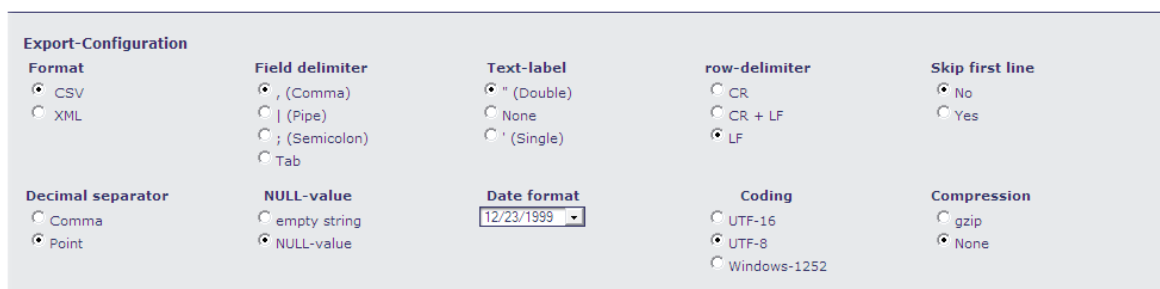 Export-Configuration
Format Field delimiter Text-label row-delimiter Skip first line
CSV , (Comma) " (Double) CR No
XML | (Pipe) None CR + LF Yes
; (Semicolon) ' (Single) LF
Tab
Decimal separator NULL-value Date format Coding Compression
Comma empty string 12/23/1999 UTF-16 gzip
Point NULL-value UTF-8 None
Windows-1252